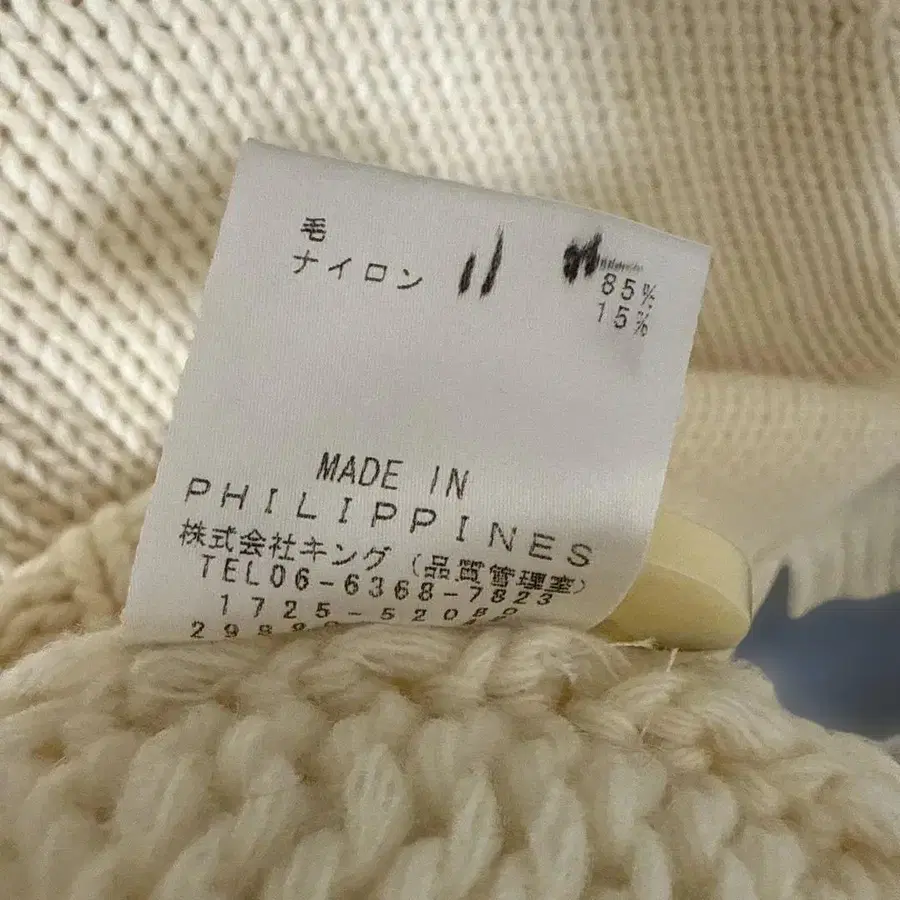 毛 85%
ナイロン 15%
MADE IN
PHILIPPINES
株式会社キング(品質管理室)
TEL06-6368-7823